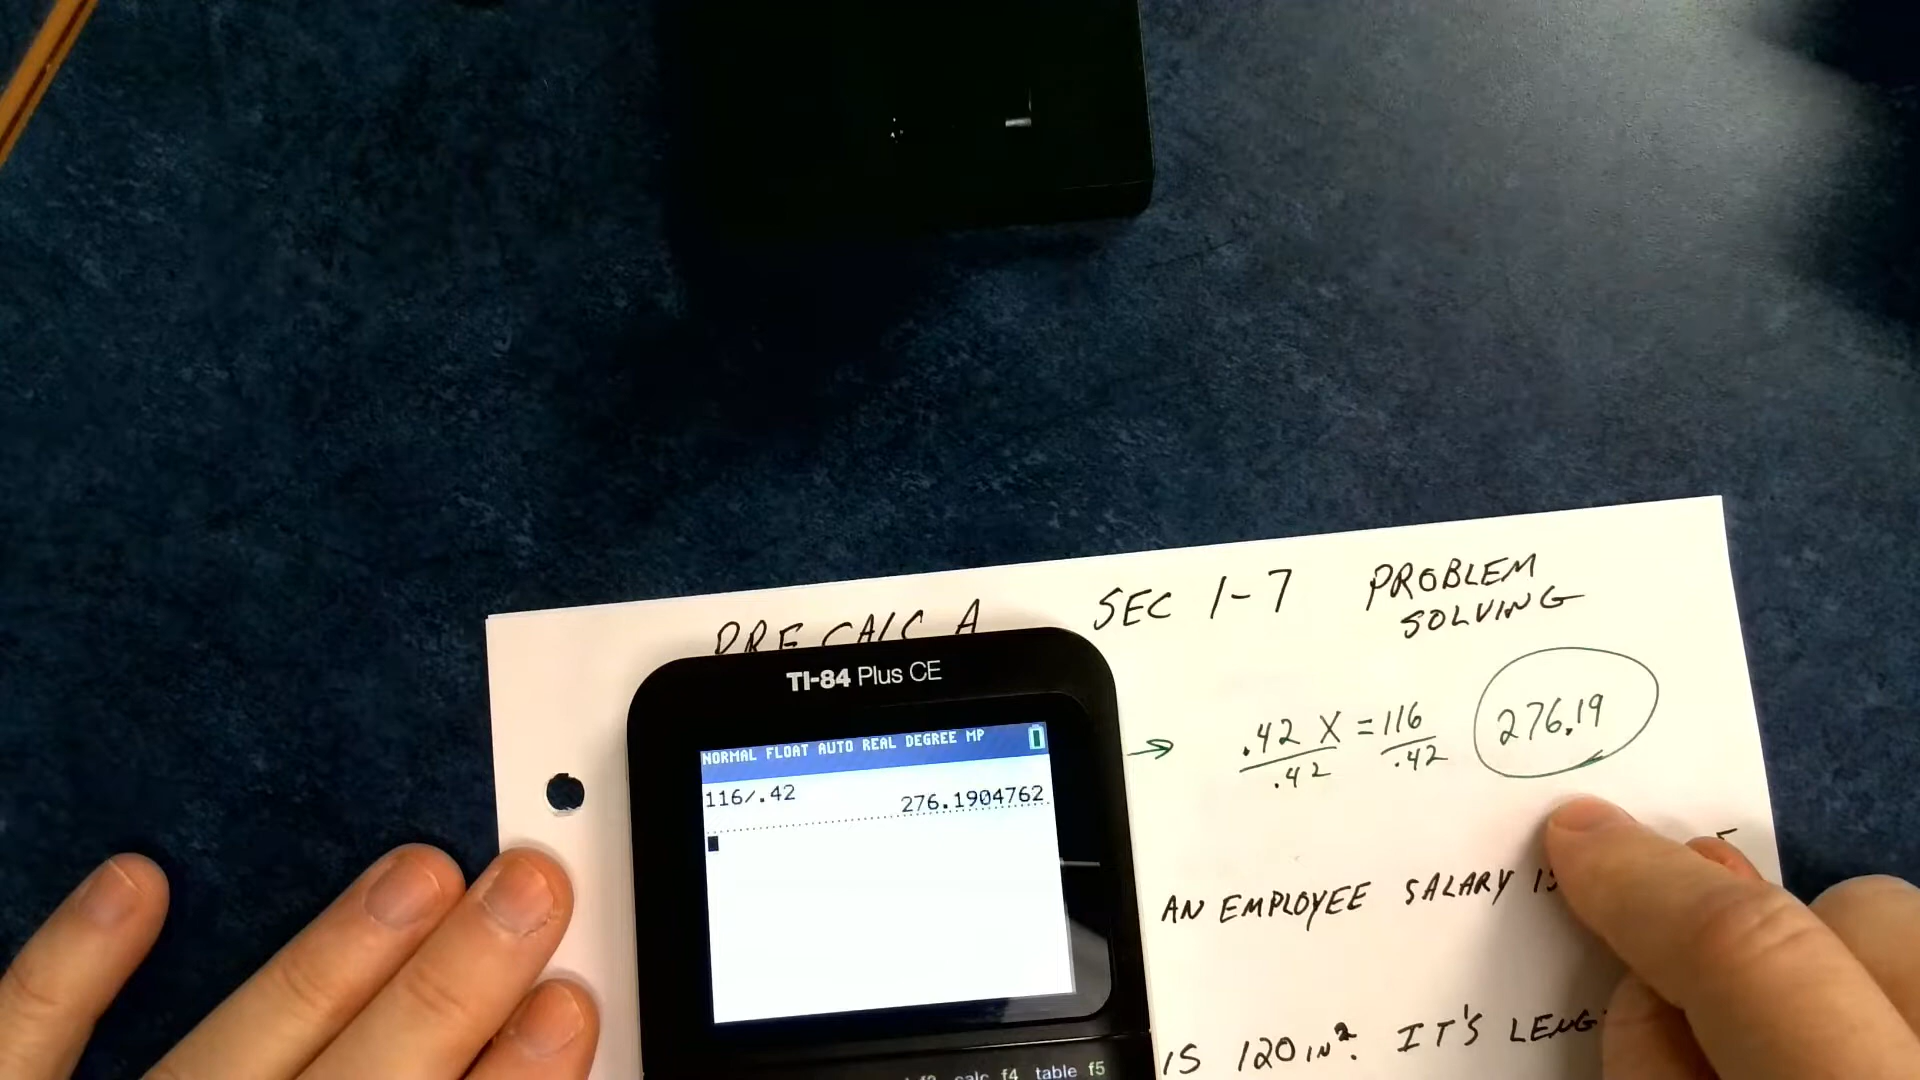 PRE CALC A SEC 1-7 PROBLEM
SOLVING
TI-84 Plus CE
NORMAL FLOAT AUTO REAL DEGREE MP
116/.42
276.1904762
.42 X = 116
.42 .42
276.19
AN EMPLOYEE SALARY IS
IS 120 IN². IT'S
calc f4 table f5